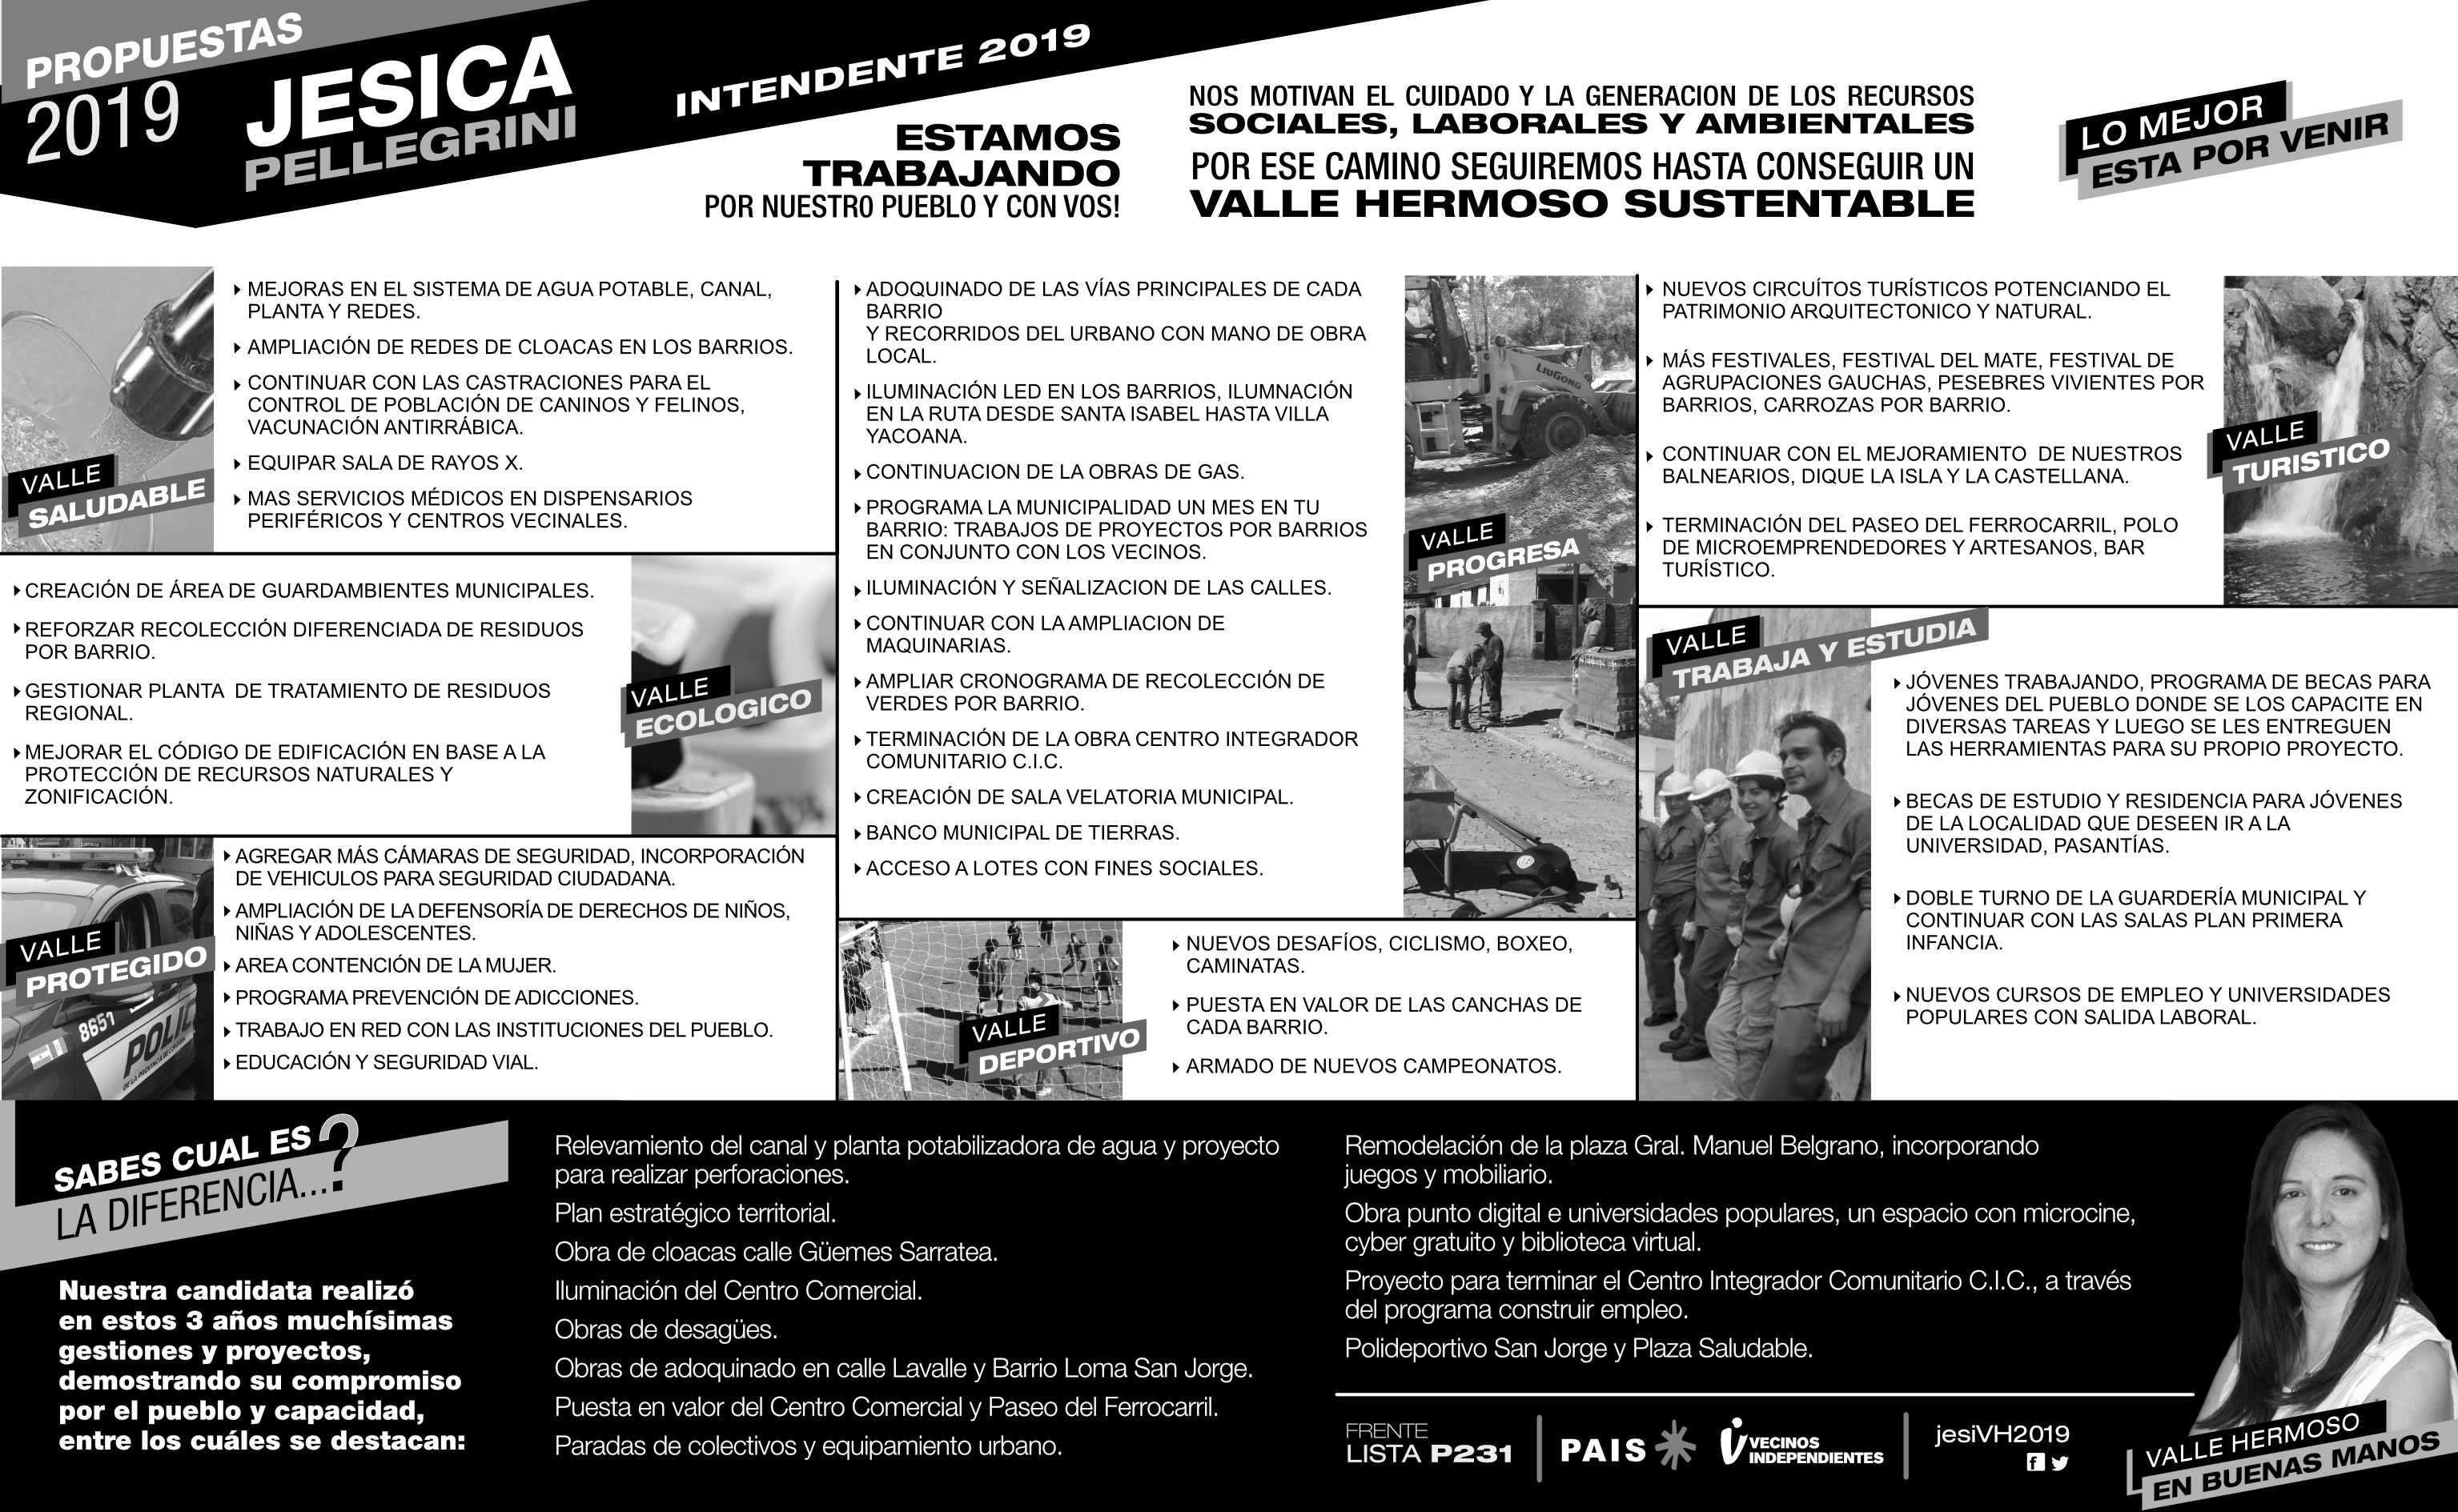 PROPUESTAS
2019
JESICA
PELLEGRINI
INTENDENTE 2019
ESTAMOS
TRABAJANDO
POR NUESTRO PUEBLO Y CON VOS!
NOS MOTIVAN EL CUIDADO Y LA GENERACION DE LOS RECURSOS
SOCIALES, LABORALES Y AMBIENTALES
POR ESE CAMINO SEGUIREMOS HASTA CONSEGUIR UN
VALLE HERMOSO SUSTENTABLE
LO MEJOR
ESTA POR VENIR
VALLE
SALUDABLE
MEJORAS EN EL SISTEMA DE AGUA POTABLE, CANAL,
PLANTA Y REDES.
AMPLIACIÓN DE REDES DE CLOACAS EN LOS BARRIOS.
CONTINUAR CON LAS CASTRACIONES PARA EL
CONTROL DE POBLACIÓN DE CANINOS Y FELINOS,
VACUNACIÓN ANTIRRÁBICA.
EQUIPAR SALA DE RAYOS X.
MAS SERVICIOS MÉDICOS EN DISPENSARIOS
PERIFÉRICOS Y CENTROS VECINALES.
CREACIÓN DE ÁREA DE GUARDAMBIENTES MUNICIPALES.
REFORZAR RECOLECCIÓN DIFERENCIADA DE RESIDUOS
POR BARRIO.
GESTIONAR PLANTA DE TRATAMIENTO DE RESIDUOS
REGIONAL.
MEJORAR EL CÓDIGO DE EDIFICACIÓN EN BASE A LA
PROTECCIÓN DE RECURSOS NATURALES Y
ZONIFICACIÓN.
VALLE
ECOLOGICO
VALLE
PROTEGIDO
8651
POLIC
DE LA PROVINCIA DE CORDOBA
AGREGAR MÁS CÁMARAS DE SEGURIDAD, INCORPORACIÓN
DE VEHICULOS PARA SEGURIDAD CIUDADANA.
AMPLIACIÓN DE LA DEFENSORÍA DE DERECHOS DE NIÑOS,
NIÑAS Y ADOLESCENTES.
AREA CONTENCIÓN DE LA MUJER.
PROGRAMA PREVENCIÓN DE ADICCIONES.
TRABAJO EN RED CON LAS INSTITUCIONES DEL PUEBLO.
EDUCACIÓN Y SEGURIDAD VIAL.
ADOQUINADO DE LAS VÍAS PRINCIPALES DE CADA
BARRIO
Y RECORRIDOS DEL URBANO CON MANO DE OBRA
LOCAL.
ILUMINACIÓN LED EN LOS BARRIOS, ILUMNACIÓN
EN LA RUTA DESDE SANTA ISABEL HASTA VILLA
YACOANA.
CONTINUACION DE LA OBRAS DE GAS.
PROGRAMA LA MUNICIPALIDAD UN MES EN TU
BARRIO: TRABAJOS DE PROYECTOS POR BARRIOS
EN CONJUNTO CON LOS VECINOS.
ILUMINACIÓN Y SEÑALIZACION DE LAS CALLES.
CONTINUAR CON LA AMPLIACION DE
MAQUINARIAS.
AMPLIAR CRONOGRAMA DE RECOLECCIÓN DE
VERDES POR BARRIO.
TERMINACIÓN DE LA OBRA CENTRO INTEGRADOR
COMUNITARIO C.I.C.
CREACIÓN DE SALA VELATORIA MUNICIPAL.
BANCO MUNICIPAL DE TIERRAS.
ACCESO A LOTES CON FINES SOCIALES.
LIUGONG
VALLE
PROGRESA
VALLE
DEPORTIVO
NUEVOS DESAFÍOS, CICLISMO, BOXEO,
CAMINATAS.
PUESTA EN VALOR DE LAS CANCHAS DE
CADA BARRIO.
ARMADO DE NUEVOS CAMPEONATOS.
NUEVOS CIRCUÍTOS TURÍSTICOS POTENCIANDO EL
PATRIMONIO ARQUITECTONICO Y NATURAL.
MÁS FESTIVALES, FESTIVAL DEL MATE, FESTIVAL DE
AGRUPACIONES GAUCHAS, PESEBRES VIVIENTES POR
BARRIOS, CARROZAS POR BARRIO.
CONTINUAR CON EL MEJORAMIENTO DE NUESTROS
BALNEARIOS, DIQUE LA ISLA Y LA CASTELLANA.
TERMINACIÓN DEL PASEO DEL FERROCARRIL, POLO
DE MICROEMPRENDEDORES Y ARTESANOS, BAR
TURÍSTICO.
VALLE
TURISTICO
VALLE
TRABAJA Y ESTUDIA
JÓVENES TRABAJANDO, PROGRAMA DE BECAS PARA
JÓVENES DEL PUEBLO DONDE SE LOS CAPACITE EN
DIVERSAS TAREAS Y LUEGO SE LES ENTREGUEN
LAS HERRAMIENTAS PARA SU PROPIO PROYECTO.
BECAS DE ESTUDIO Y RESIDENCIA PARA JÓVENES
DE LA LOCALIDAD QUE DESEEN IR A LA
UNIVERSIDAD, PASANTÍAS.
DOBLE TURNO DE LA GUARDERÍA MUNICIPAL Y
CONTINUAR CON LAS SALAS PLAN PRIMERA
INFANCIA.
NUEVOS CURSOS DE EMPLEO Y UNIVERSIDADES
POPULARES CON SALIDA LABORAL.
SABES CUAL ES
LA DIFERENCIA...?
Nuestra candidata realizó
en estos 3 años muchísimas
gestiones y proyectos,
demostrando su compromiso
por el pueblo y capacidad,
entre los cuáles se destacan:
Relevamiento del canal y planta potabilizadora de agua y proyecto
para realizar perforaciones.
Plan estratégico territorial.
Obra de cloacas calle Güemes Sarratea.
Iluminación del Centro Comercial.
Obras de desagües.
Obras de adoquinado en calle Lavalle y Barrio Loma San Jorge.
Puesta en valor del Centro Comercial y Paseo del Ferrocarril.
Paradas de colectivos y equipamiento urbano.
Remodelación de la plaza Gral. Manuel Belgrano, incorporando
juegos y mobiliario.
Obra punto digital e universidades populares, un espacio con microcine,
cyber gratuito y biblioteca virtual.
Proyecto para terminar el Centro Integrador Comunitario C.I.C., a través
del programa construir empleo.
Polideportivo San Jorge y Plaza Saludable.
FRENTE
LISTA P231
PAIS
VECINOS
INDEPENDIENTES
jesiVH2019
VALLE HERMOSO
EN BUENAS MANOS